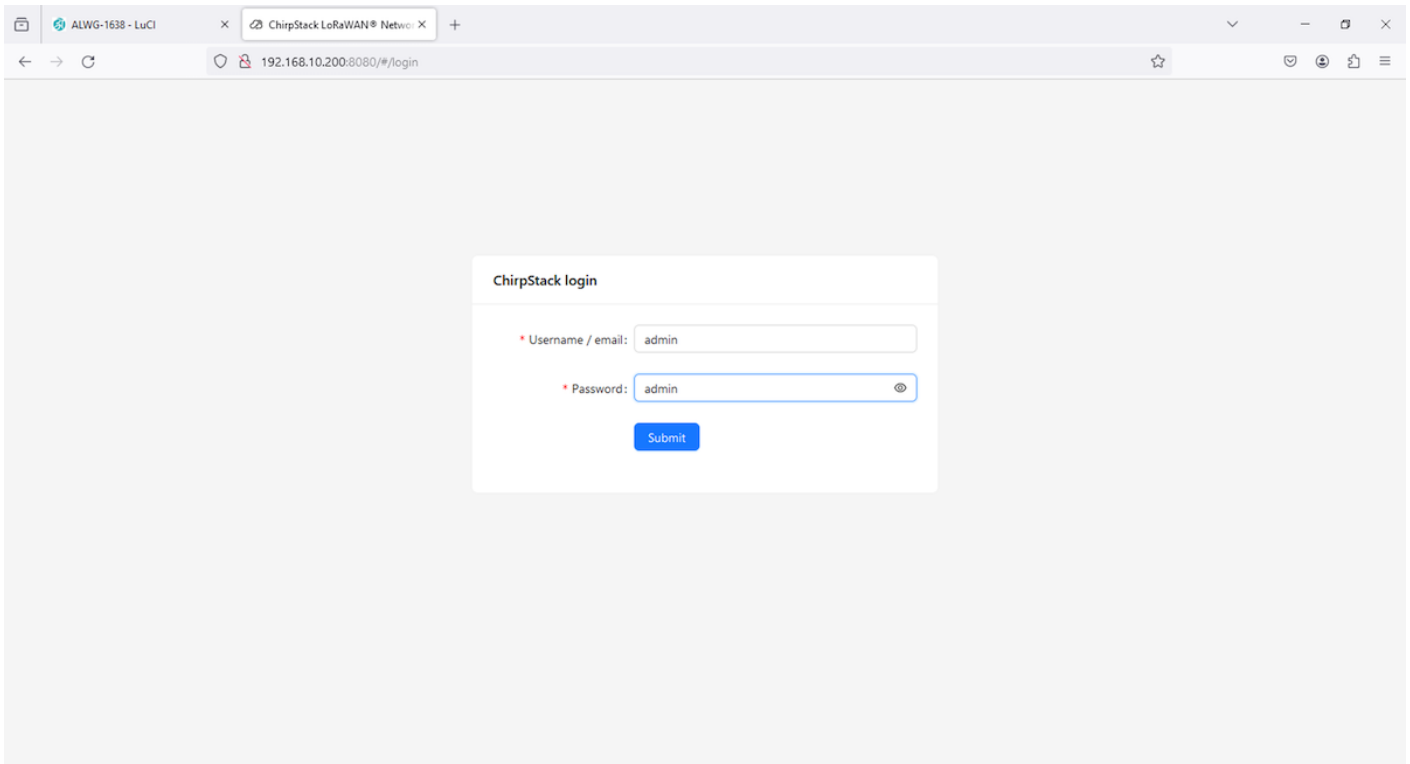 ALWG-1638 - LuCI
ChirpStack LoRaWAN® Networ
192.168.10.200:8080/#/login
ChirpStack login
* Username / email: admin
* Password: admin
Submit